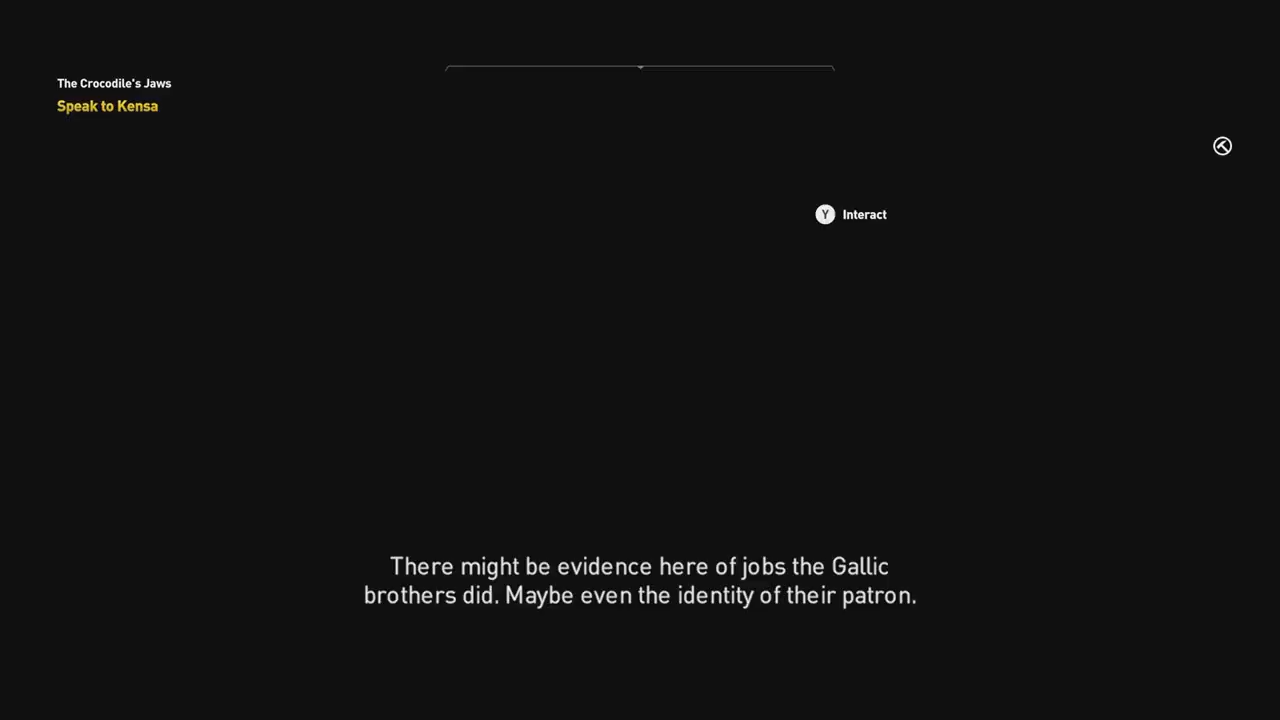 The Crocodile's Jaws
Speak to Kensa
Y Interact
There might be evidence here of jobs the Gallic
brothers did. Maybe even the identity of their patron.